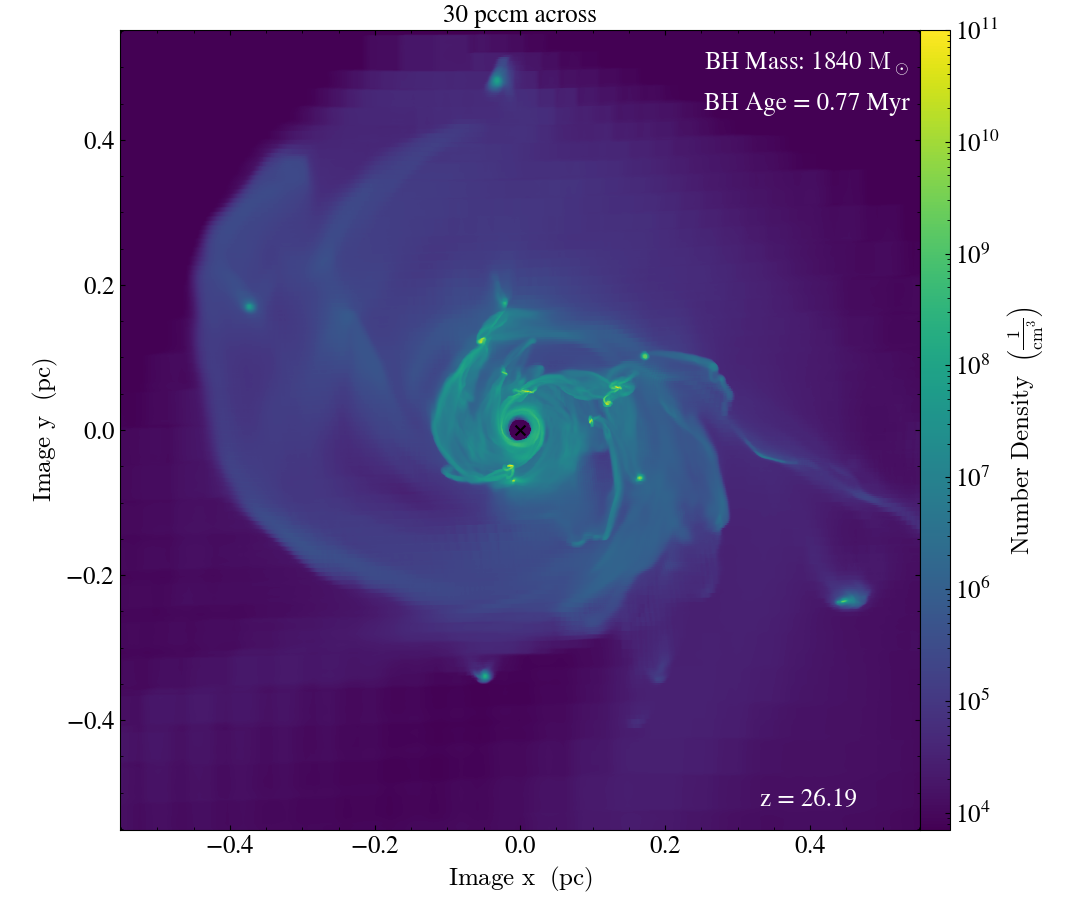 30 pccm across
BH Mass: 1840 M⊙
BH Age = 0.77 Myr
z = 26.19
Image y (pc)
0.4
0.2
0.0
−0.2
−0.4
−0.4 −0.2 0.0 0.2 0.4
Image x (pc)
10¹¹
10¹⁰
10⁹
10⁸
10⁷
10⁶
10⁵
10⁴
Number Density (1/cm³)